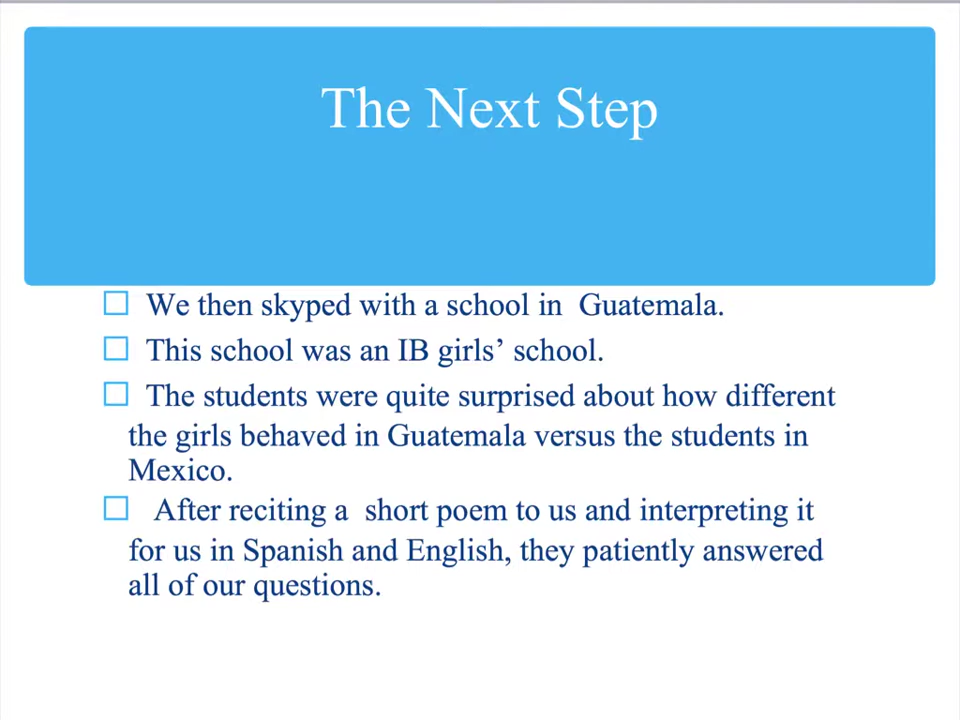 The Next Step
We then skyped with a school in  Guatemala.
This school was an IB girls’ school.
The students were quite surprised about how different
the girls behaved in Guatemala versus the students in
Mexico.
After reciting a  short poem to us and interpreting it
for us in Spanish and English, they patiently answered
all of our questions.